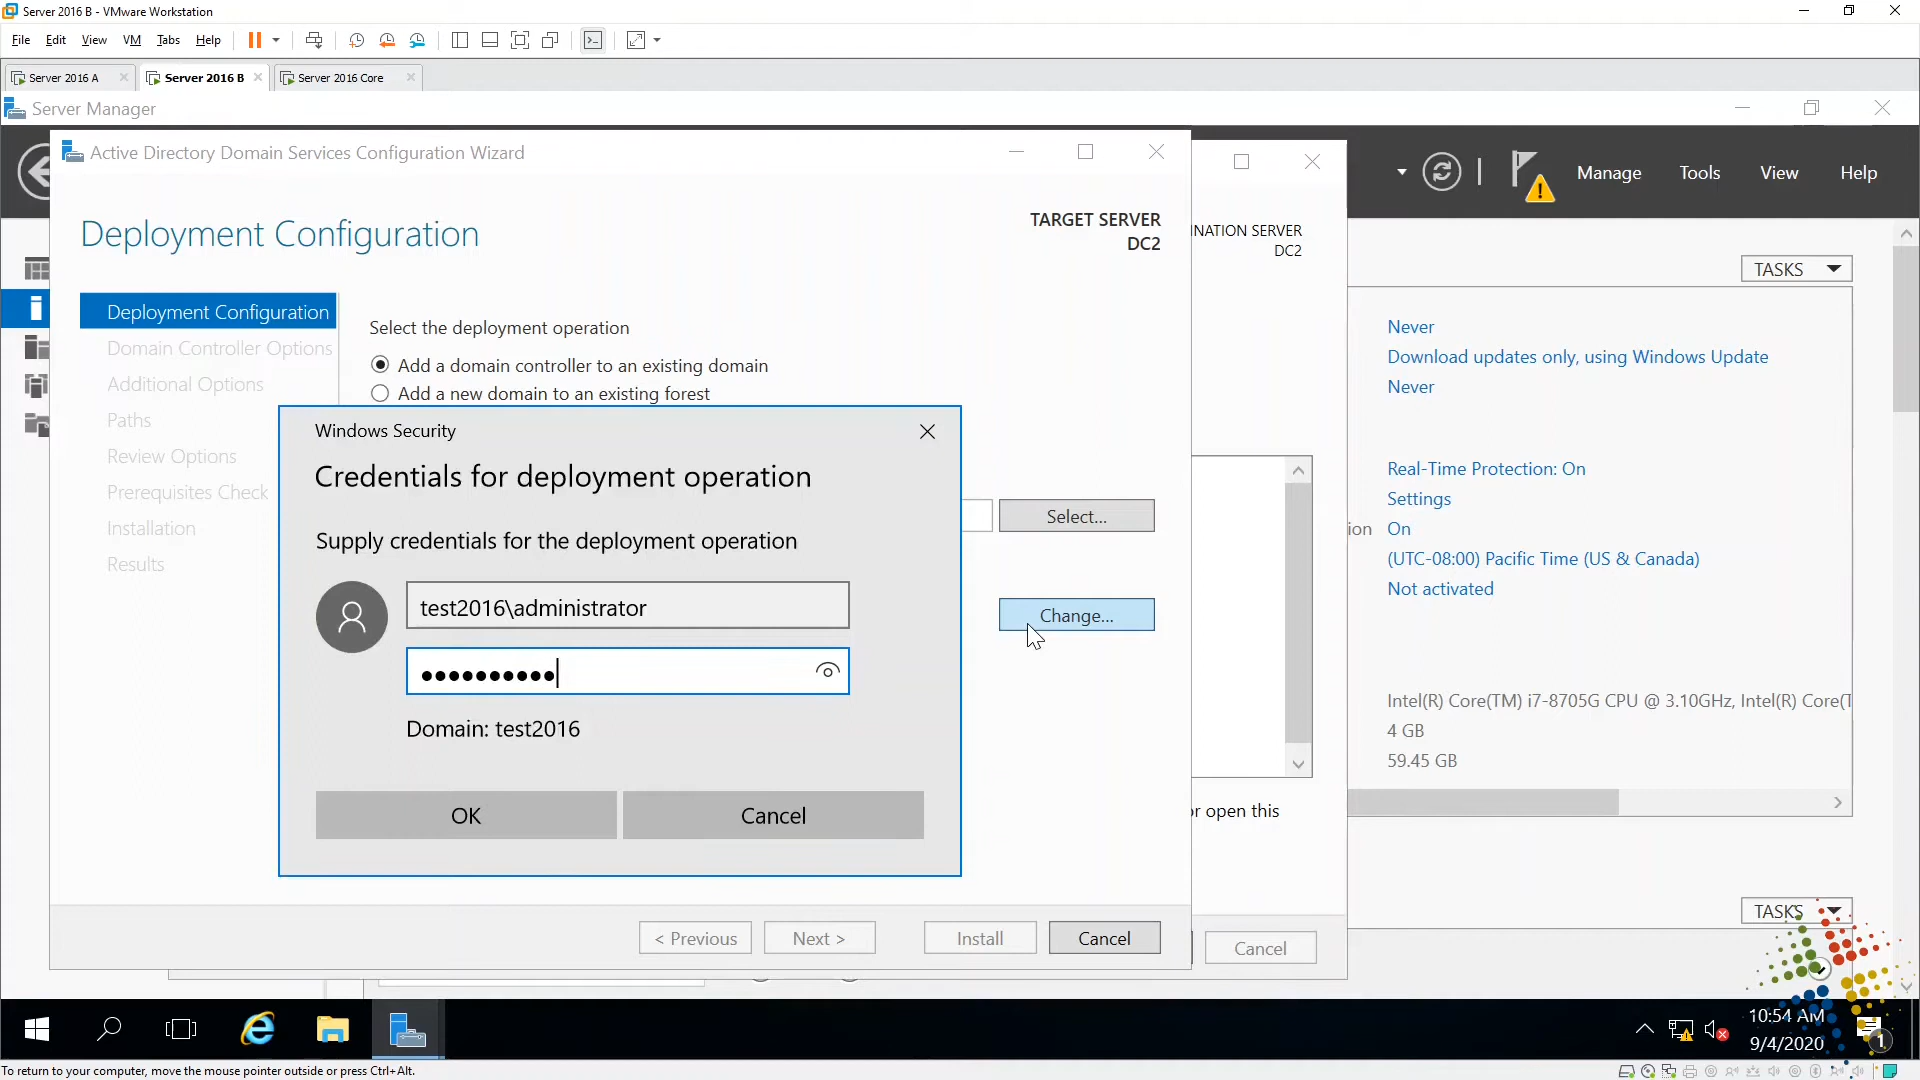 Server 2016 B - VMware Workstation
File Edit View VM Tabs Help
Server 2016 A
Server 2016 B
Server 2016 Core
Server Manager
Active Directory Domain Services Configuration Wizard
Manage Tools View Help
Deployment Configuration
TARGET SERVER
DC2
INATION SERVER
DC2
TASKS
Deployment Configuration
Domain Controller Options
Additional Options
Paths
Review Options
Prerequisites Check
Installation
Results
Select the deployment operation
Add a domain controller to an existing domain
Add a new domain to an existing forest
Windows Security
Credentials for deployment operation
Supply credentials for the deployment operation
test2016\administrator
●●●●●●●●●●
Domain: test2016
OK
Cancel
Select...
Change...
< Previous
Next >
Install
Cancel
or open this
Cancel
Never
Download updates only, using Windows Update
Never
Real-Time Protection: On
Settings
ion On
(UTC-08:00) Pacific Time (US & Canada)
Not activated
Intel(R) Core(TM) i7-8705G CPU @ 3.10GHz, Intel(R) Core(T
4 GB
59.45 GB
TASKS
10:54 AM
9/4/2020
1
To return to your computer, move the mouse pointer outside or press Ctrl+Alt.